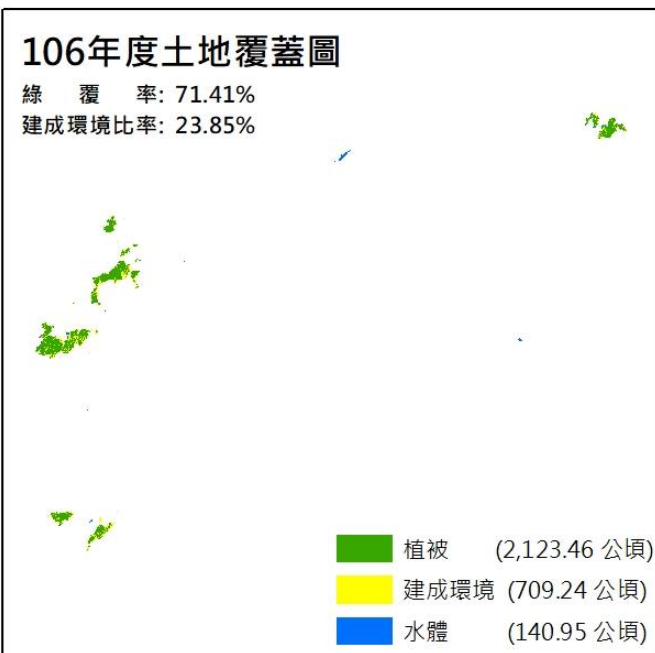 106年度土地覆蓋圖
綠覆率: 71.41%
建成環境比率: 23.85%
植被 (2,123.46 公頃)
建成環境 (709.24 公頃)
水體 (140.95 公頃)